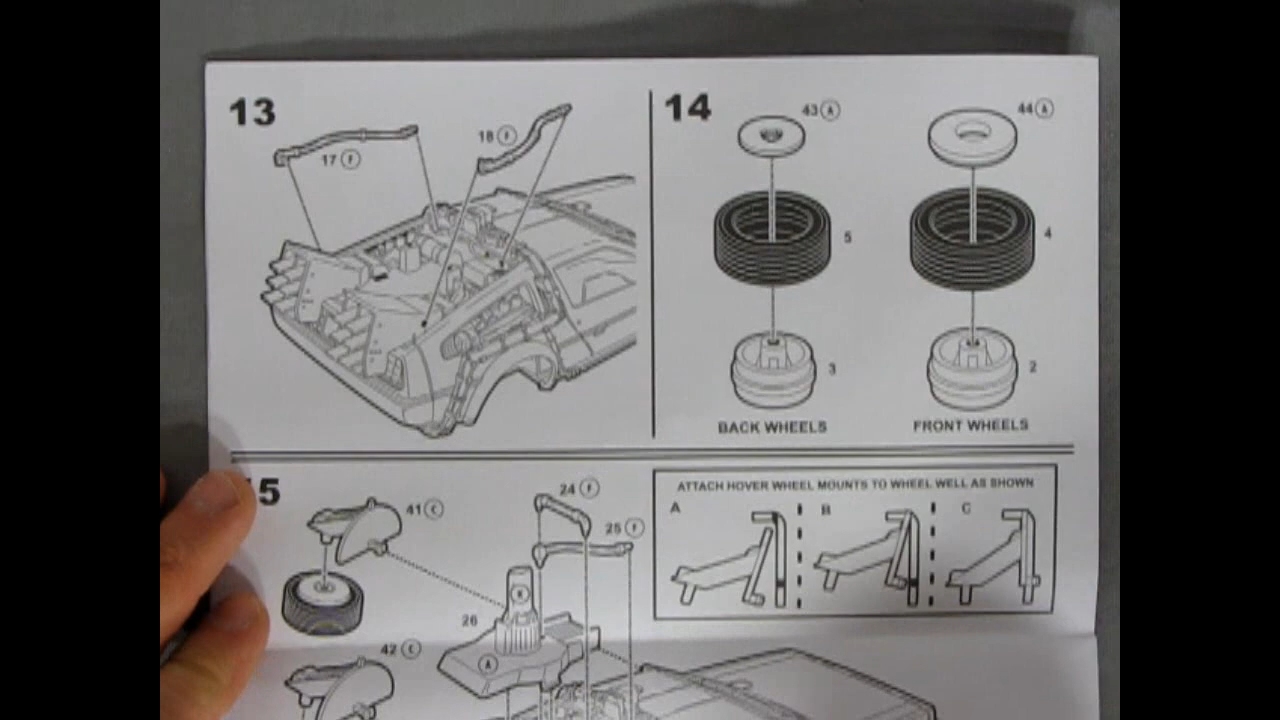 13
17 F
18 F
14
43 A
44 A
5
4
3
2
BACK WHEELS
FRONT WHEELS
5
41 C
24 F
25 F
26
A
42 C
ATTACH HOVER WHEEL MOUNTS TO WHEEL WELL AS SHOWN
A
B
C